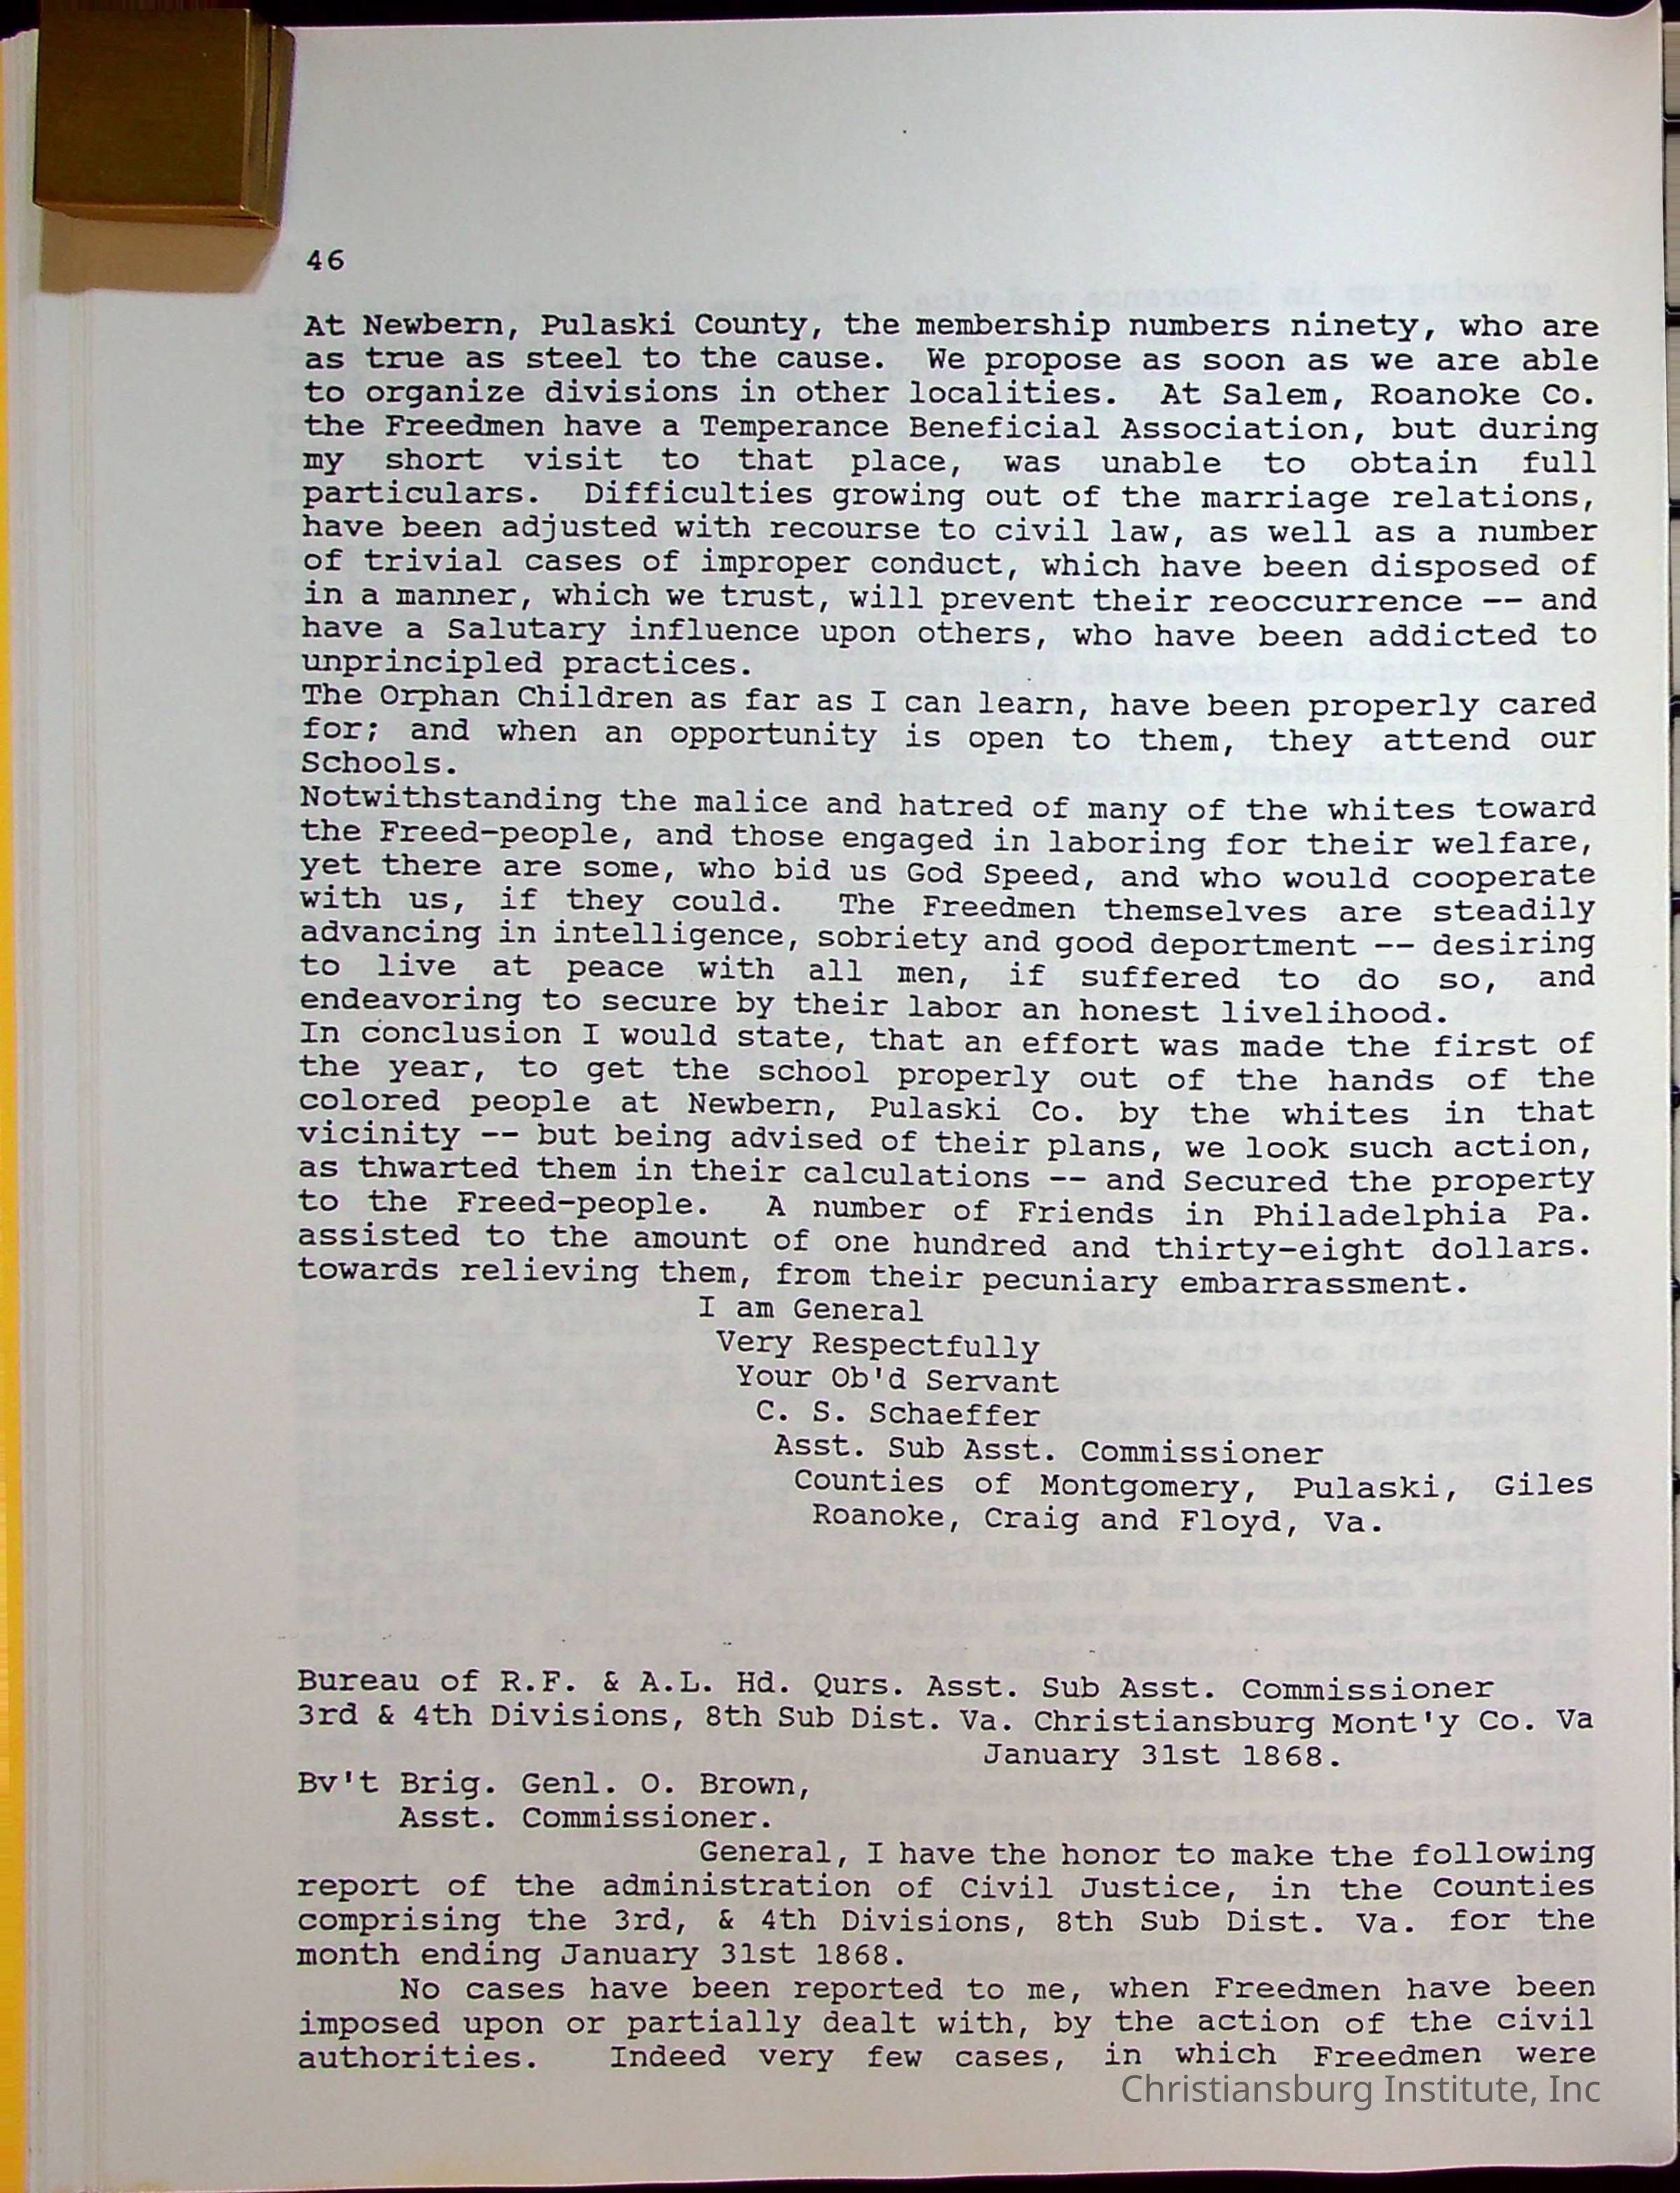 46
At Newbern, Pulaski County, the membership numbers ninety, who are
as true as steel to the cause. We propose as soon as we are able
to organize divisions in other localities. At Salem, Roanoke Co.
the Freedmen have a Temperance Beneficial Association, but during
my short visit to that place, was unable to obtain full
particulars. Difficulties growing out of the marriage relations,
have been adjusted with recourse to civil law, as well as a number
of trivial cases of improper conduct, which have been disposed of
in a manner, which we trust, will prevent their reoccurrence -- and
have a Salutary influence upon others, who have been addicted to
unprincipled practices.
The Orphan Children as far as I can learn, have been properly cared
for; and when an opportunity is open to them, they attend our
Schools.
Notwithstanding the malice and hatred of many of the whites toward
the Freed-people, and those engaged in laboring for their welfare,
yet there are some, who bid us God Speed, and who would cooperate
with us, if they could. The Freedmen themselves are steadily
advancing in intelligence, sobriety and good deportment -- desiring
to live at peace with all men, if suffered to do so, and
endeavoring to secure by their labor an honest livelihood.
In conclusion I would state, that an effort was made the first of
the year, to get the school properly out of the hands of the
colored people at Newbern, Pulaski Co. by the whites in that
vicinity -- but being advised of their plans, we look such action,
as thwarted them in their calculations -- and Secured the property
to the Freed-people. A number of Friends in Philadelphia Pa.
assisted to the amount of one hundred and thirty-eight dollars.
towards relieving them, from their pecuniary embarrassment.
I am General
Very Respectfully
Your Ob'd Servant
C. S. Schaeffer
Asst. Sub Asst. Commissioner
Counties of Montgomery, Pulaski, Giles
Roanoke, Craig and Floyd, Va.
Bureau of R.F. & A.L. Hd. Qurs. Asst. Sub Asst. Commissioner
3rd & 4th Divisions, 8th Sub Dist. Va. Christiansburg Mont'y Co. Va
January 31st 1868.
Bv't Brig. Genl. O. Brown,
Asst. Commissioner.
General, I have the honor to make the following
report of the administration of Civil Justice, in the Counties
comprising the 3rd, & 4th Divisions, 8th Sub Dist. Va. for the
month ending January 31st 1868.
No cases have been reported to me, when Freedmen have been
imposed upon or partially dealt with, by the action of the civil
authorities. Indeed very few cases, in which Freedmen were
Christiansburg Institute, Inc